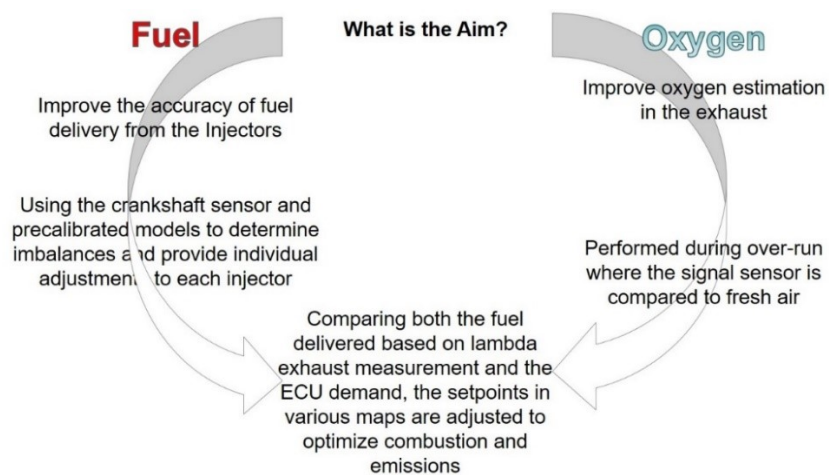 What is the Aim?
Fuel
Improve the accuracy of fuel
delivery from the Injectors
Using the crankshaft sensor and
precalibrated models to determine
imbalances and provide individual
adjustment to each injector
Oxygen
Improve oxygen estimation
in the exhaust
Performed during over-run
where the signal sensor is
compared to fresh air
Comparing both the fuel
delivered based on lambda
exhaust measurement and the
ECU demand, the setpoints in
various maps are adjusted to
optimize combustion and
emissions